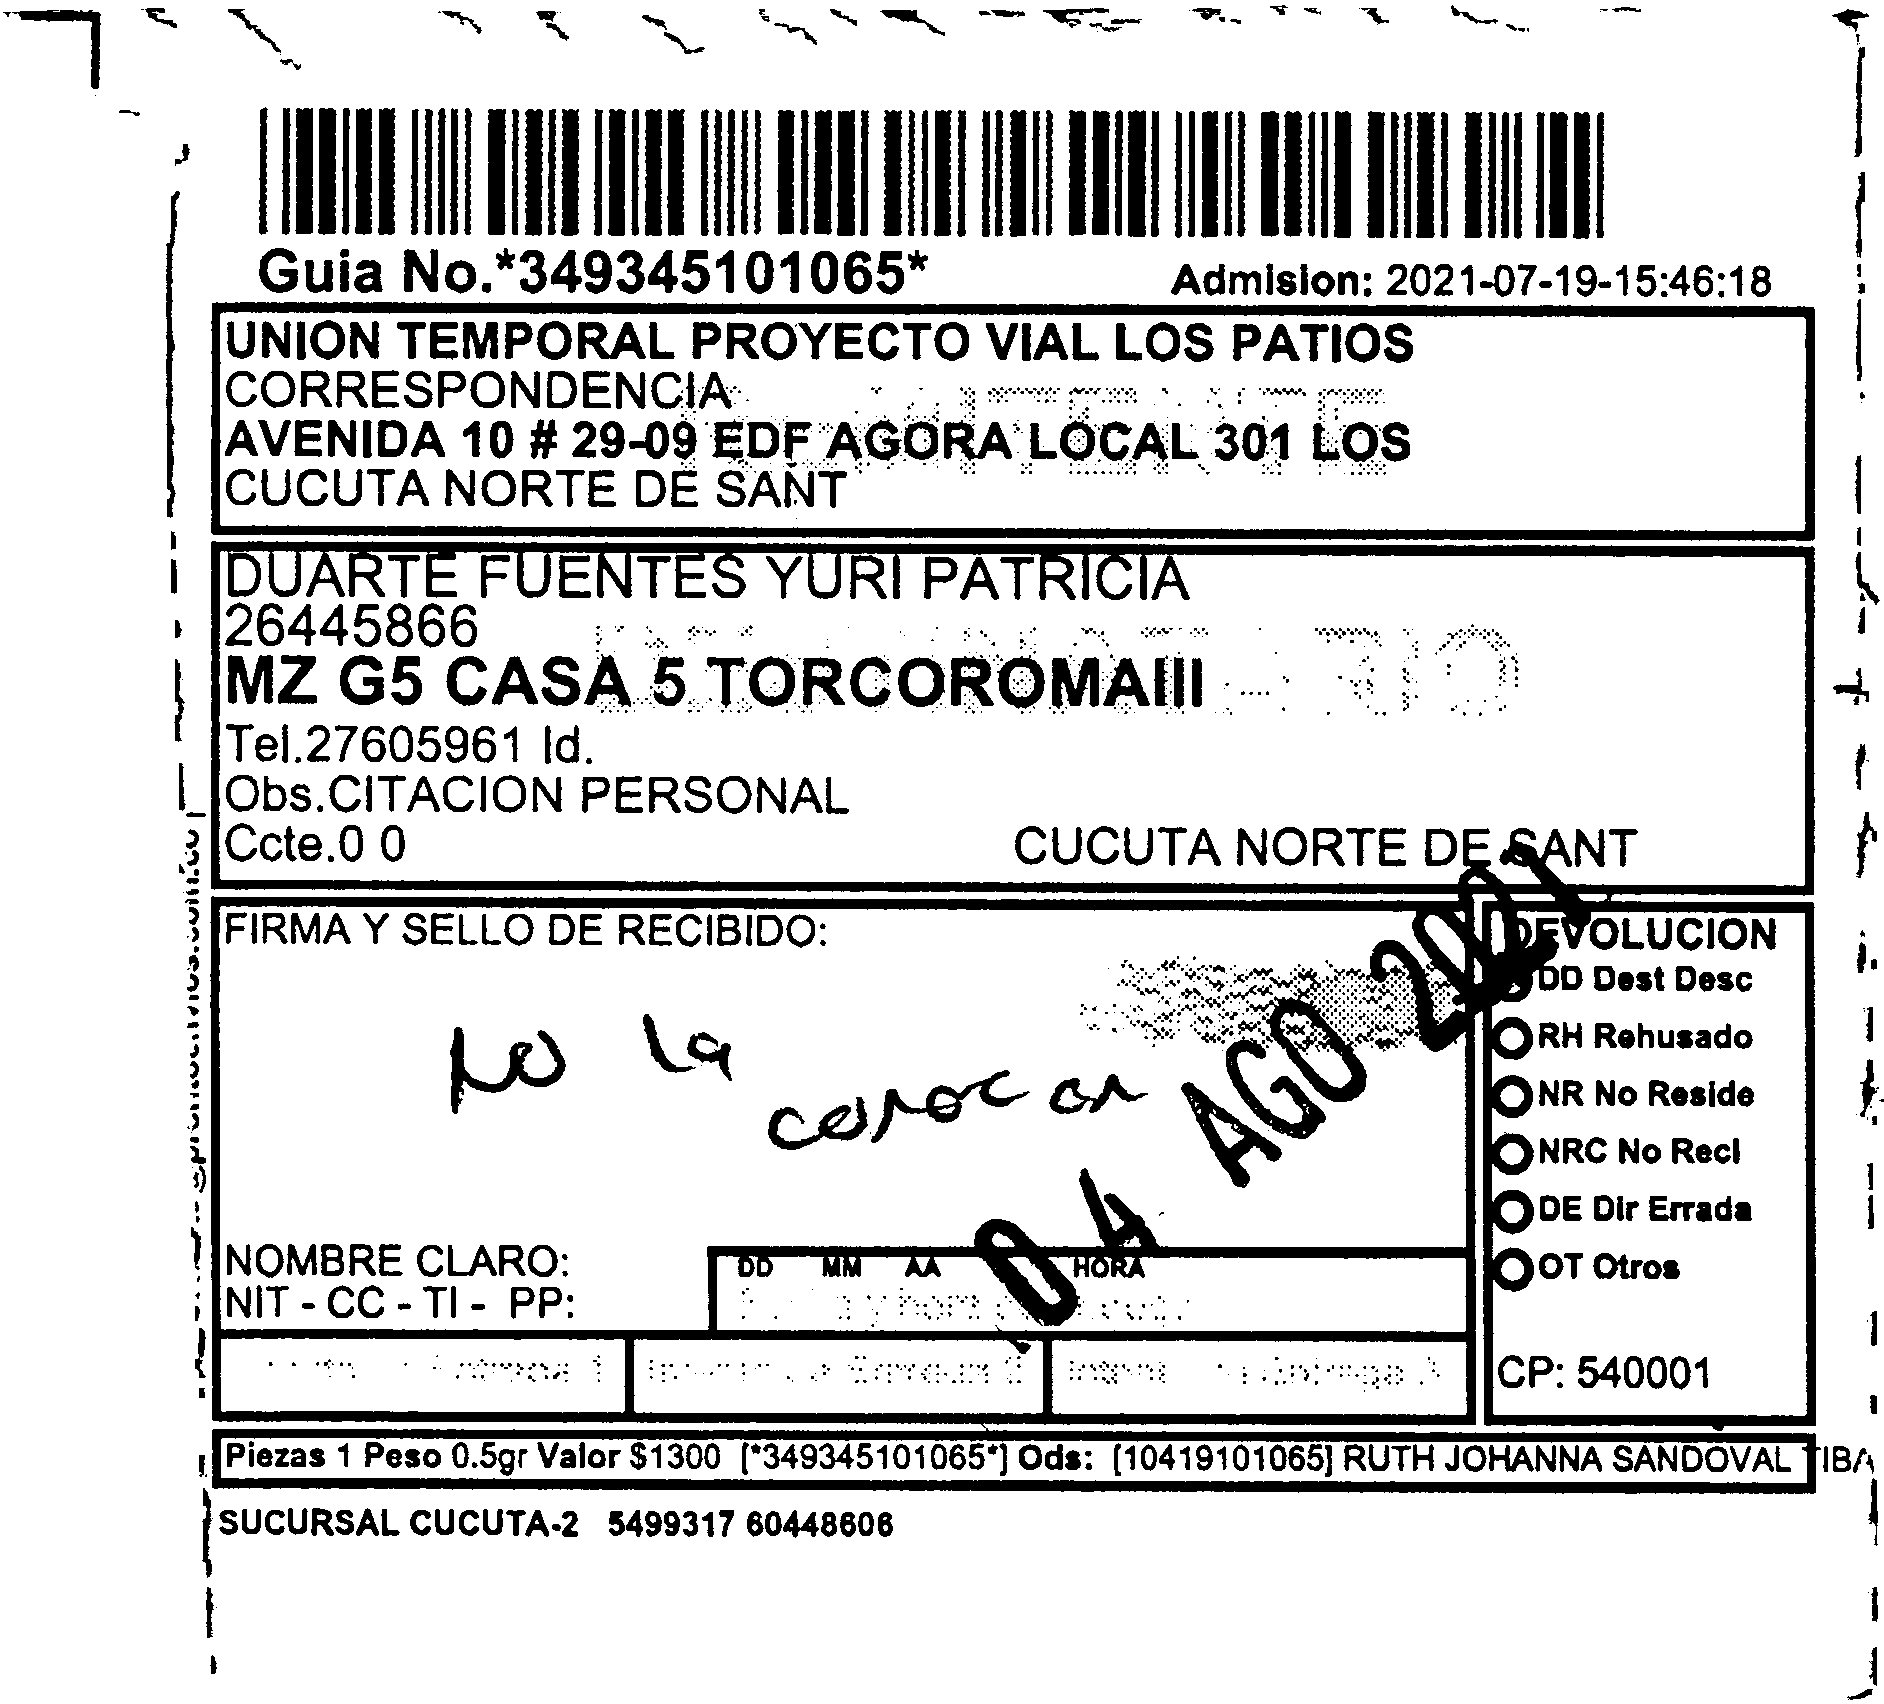 Guia No.*349345101065*
Admision: 2021-07-19-15:46:18
UNION TEMPORAL PROYECTO VIAL LOS PATIOS
CORRESPONDENCIA
AVENIDA 10 # 29-09 EDF AGORA LOCAL 301 LOS
CUCUTA NORTE DE SANT
DUARTE FUENTES YURI PATRICIA
26445866
MZ G5 CASA 5 TORCOROMAIII
Tel.27605961 Id.
Obs.CITACION PERSONAL
Ccte.0 0
CUCUTA NORTE DE SANT
FIRMA Y SELLO DE RECIBIDO:
No la
conocen
04 AGO 2021
NOMBRE CLARO:
NIT - CC - TI - PP:
DD MM AA HORA
DEVOLUCION
DD Dest Desc
RH Rehusado
NR No Reside
NRC No Recl
DE Dir Errada
OT Otros
CP: 540001
Piezas 1 Peso 0.5gr Valor $1300 [*349345101065*] Ods: [10419101065] RUTH JOHANNA SANDOVAL TIBA
SUCURSAL CUCUTA-2 5499317 60448606